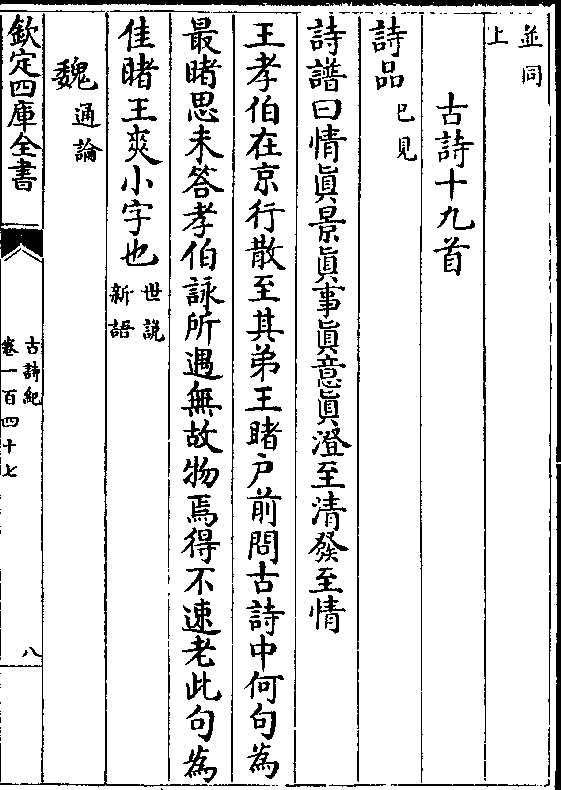 並同
上
古詩十九首
詩品已見
詩譜曰情眞景眞事眞意眞澄至清發至情
王孝伯在京行散至其弟王睹户前問古詩中何句為
最睹思未答孝伯詠所遇無故物焉得不速老此句為
佳睹王爽小字也世説
新語
魏通論
欽定四庫全書
古詩紀
卷一百四十七
八